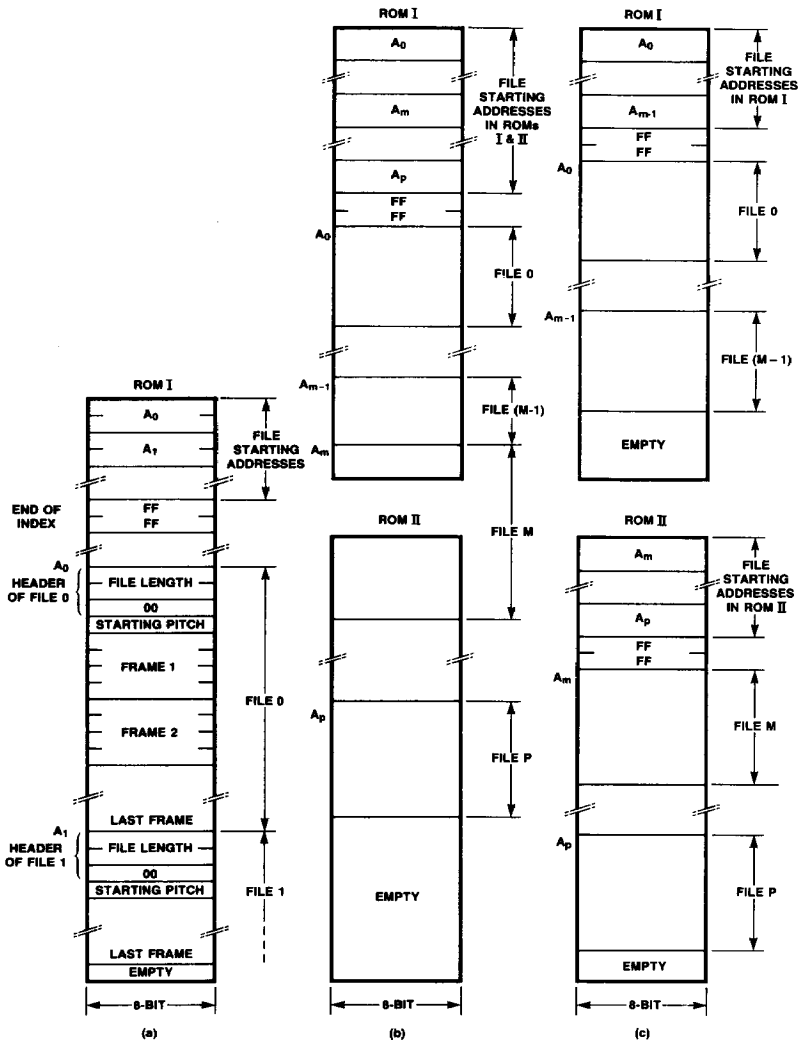 ROM I
A0
A?
FILE
STARTING
ADDRESSES
END OF
INDEX
FF
FF
A0
HEADER
OF FILE 0
FILE LENGTH
00
STARTING PITCH
FRAME 1
FRAME 2
FILE 0
LAST FRAME
A1
HEADER
OF FILE 1
FILE LENGTH
00
STARTING PITCH
FILE 1
LAST FRAME
EMPTY
8-BIT
(a)
ROM I
A0
Am
Ap
FILE
STARTING
ADDRESSES
IN ROMs
I & II
FF
FF
A0
FILE 0
Am-1
FILE (M-1)
Am
FILE M
ROM II
Ap
FILE P
EMPTY
8-BIT
(b)
ROM I
A0
Am-1
FILE
STARTING
ADDRESSES
IN ROM I
FF
FF
A0
FILE 0
Am-1
FILE (M – 1)
EMPTY
ROM II
Am
Ap
FILE
STARTING
ADDRESSES
IN ROM II
FF
FF
Am
FILE M
Ap
FILE P
EMPTY
8-BIT
(c)